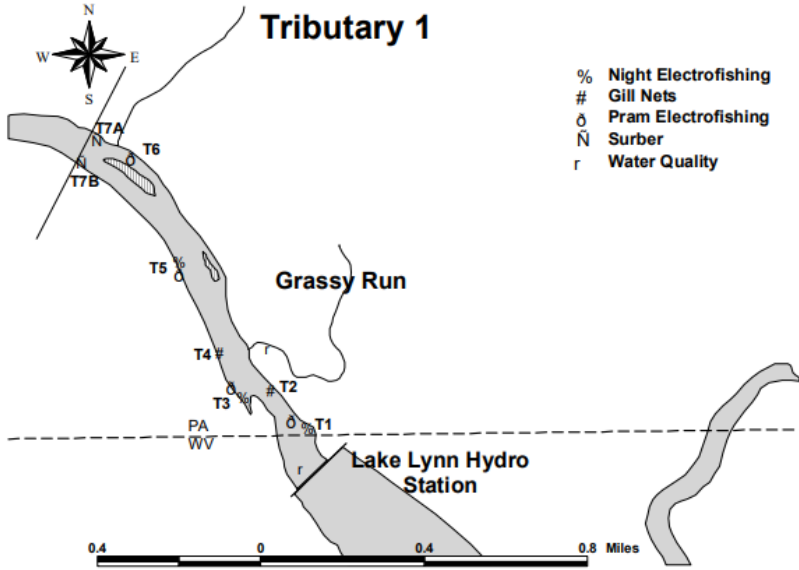 N
Tributary 1
W E
S
% Night Electrofishing
# Gill Nets
ð Pram Electrofishing
Ñ Surber
r Water Quality
T7A
Ñ
T6
ð
Ñ
T7B
%
T5
ð
Grassy Run
r
T4 #
ð
T3 %
# T2
ð % T1
PA
WV
Lake Lynn Hydro
Station
r
0.4 0 0.4 0.8 Miles